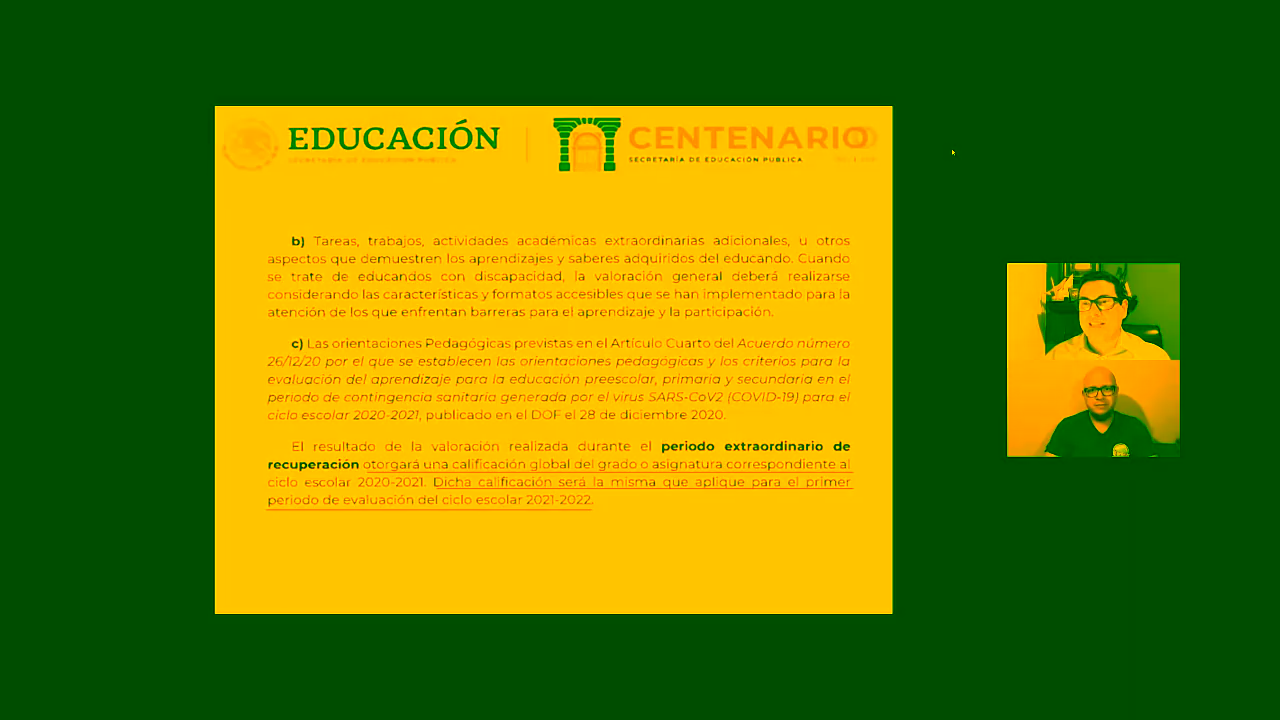 EDUCACIÓN
SECRETARÍA DE EDUCACIÓN PÚBLICA
CENTENARIO
SECRETARÍA DE EDUCACIÓN PUBLICA
b) Tareas, trabajos, actividades académicas extraordinarias adicionales, u otros
aspectos que demuestren los aprendizajes y saberes adquiridos del educando. Cuando
se trate de educandos con discapacidad, la valoración general deberá realizarse
considerando las características y formatos accesibles que se han implementado para la
atención de los que enfrentan barreras para el aprendizaje y la participación.
c) Las orientaciones Pedagógicas previstas en el Artículo Cuarto del Acuerdo número
26/12/20 por el que se establecen las orientaciones pedagógicas y los criterios para la
evaluación del aprendizaje para la educación preescolar, primaria y secundaria en el
periodo de contingencia sanitaria generada por el virus SARS-CoV2 (COVID-19) para el
ciclo escolar 2020-2021, publicado en el DOF el 28 de diciembre 2020.
El resultado de la valoración realizada durante el periodo extraordinario de
recuperación otorgará una calificación global del grado o asignatura correspondiente al
ciclo escolar 2020-2021. Dicha calificación será la misma que aplique para el primer
periodo de evaluación del ciclo escolar 2021-2022.